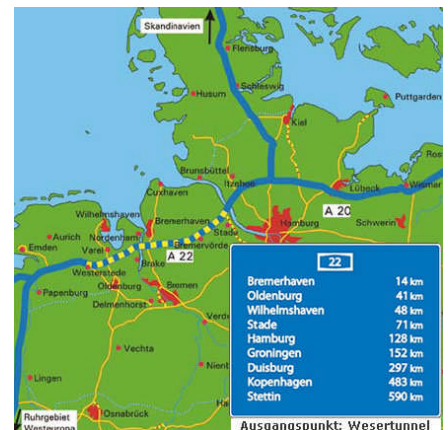 Skandinavien
Flensburg
Schleswig
Husum
Puttgarden
Kiel
Brunsbüttel
Itzehoe
Cuxhaven
Lübeck
Wismar
A 20
Wilhelmshaven
Bremerhaven
Stade
Hamburg
Schwerin
Aurich
Nordenham
Emden
Varel
Bremervörde
A 22
Westerstede
Brake
Oldenburg
Bremen
Papenburg
Delmenhorst
Vechta
Lingen
Osnabrück
Ruhrgebiet
Westeuropa
22
Bremerhaven 14 km
Oldenburg 41 km
Wilhelmshaven 48 km
Stade 71 km
Hamburg 128 km
Groningen 152 km
Duisburg 297 km
Kopenhagen 483 km
Stettin 590 km
Ausgangspunkt: Wesertunnel